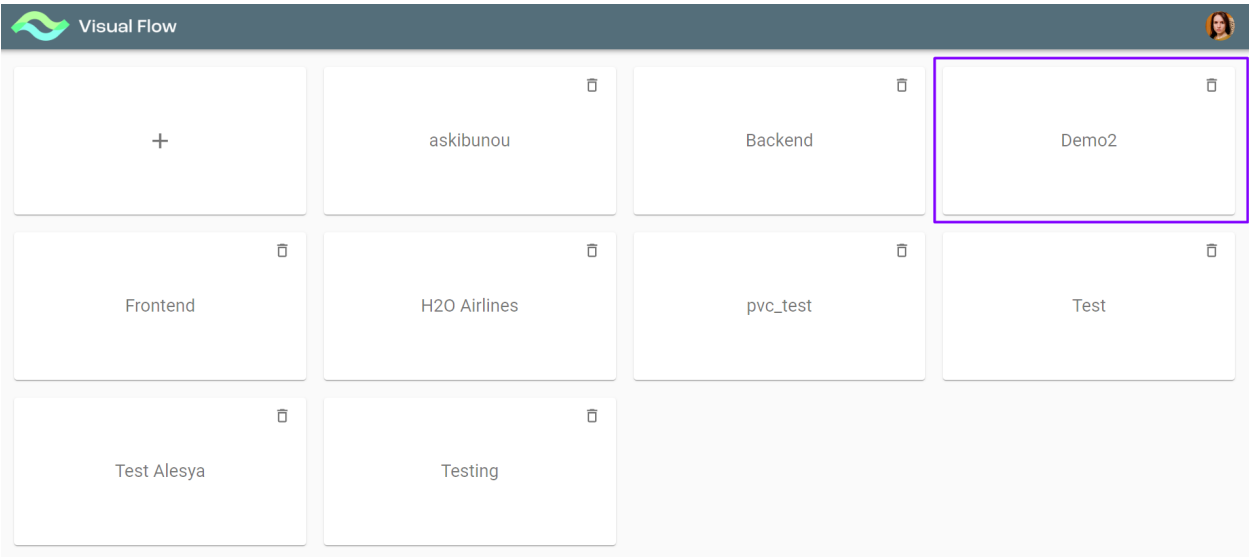 Visual Flow
+
askibunou
Backend
Demo2
Frontend
H2O Airlines
pvc_test
Test
Test Alesya
Testing